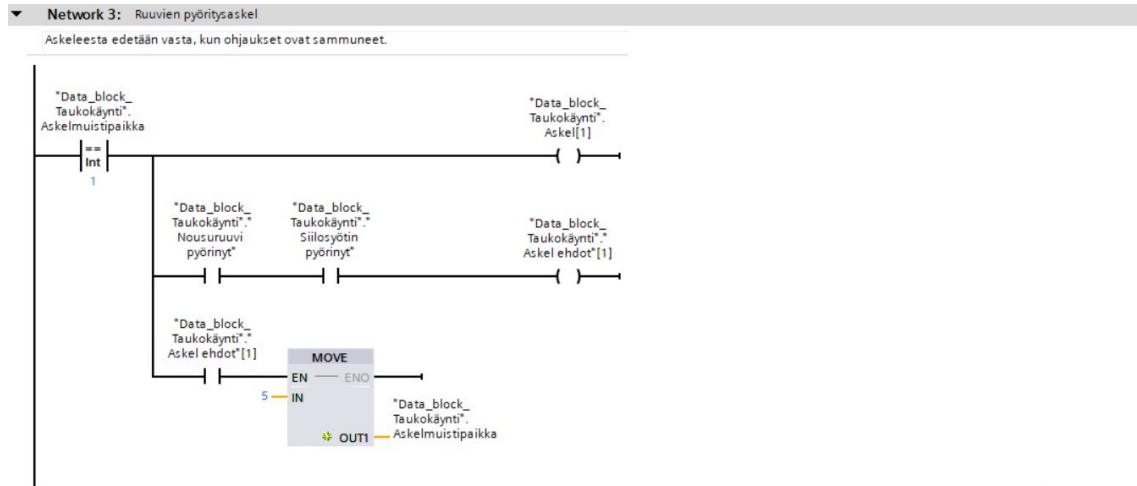 Network 3: Ruuvien pyöritysaskel
Askeleesta edetään vasta, kun ohjaukset ovat sammuneet.
"Data_block_
Taukokäynti".
Askelmuistipaikka
==
Int
1
"Data_block_
Taukokäynti".
Askel[1]
"Data_block_
Taukokäynti"."
Nousuruuvi
pyörinyt"
"Data_block_
Taukokäynti"."
Siilosyötin
pyörinyt"
"Data_block_
Taukokäynti"."
Askel ehdot"[1]
"Data_block_
Taukokäynti"."
Askel ehdot"[1]
MOVE
EN ENO
5 IN
OUT1
"Data_block_
Taukokäynti".
Askelmuistipaikka